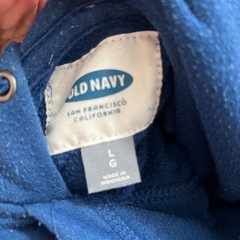 OLD NAVY
SAN FRANCISCO
CALIFORNIA
L
G
MADE IN
INDONESIA